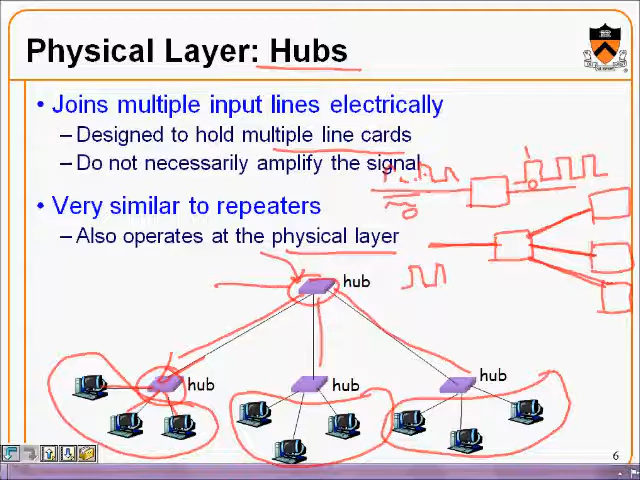 Physical Layer: Hubs
• Joins multiple input lines electrically
– Designed to hold multiple line cards
– Do not necessarily amplify the signal
• Very similar to repeaters
– Also operates at the physical layer
hub
hub
hub
hub
6